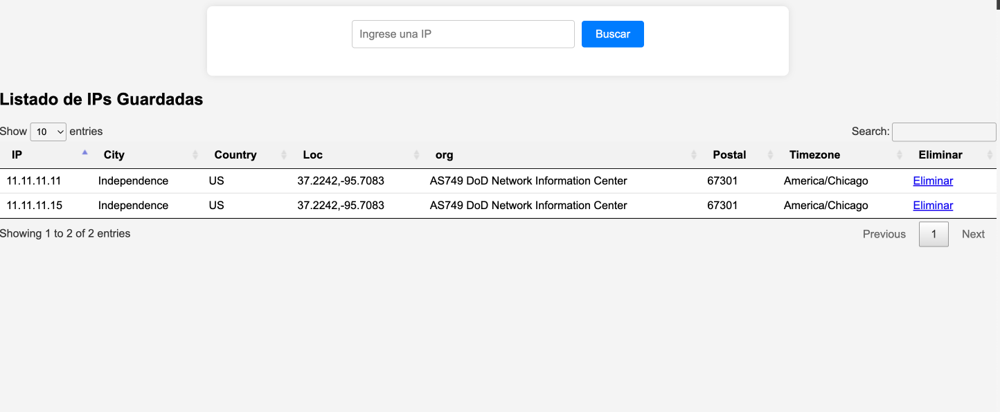 Ingrese una IP Buscar
Listado de IPs Guardadas
Show 10 entries Search:
IP City Country Loc org Postal Timezone Eliminar
11.11.11.11 Independence US 37.2242,-95.7083 AS749 DoD Network Information Center 67301 America/Chicago Eliminar
11.11.11.15 Independence US 37.2242,-95.7083 AS749 DoD Network Information Center 67301 America/Chicago Eliminar
Showing 1 to 2 of 2 entries Previous 1 Next